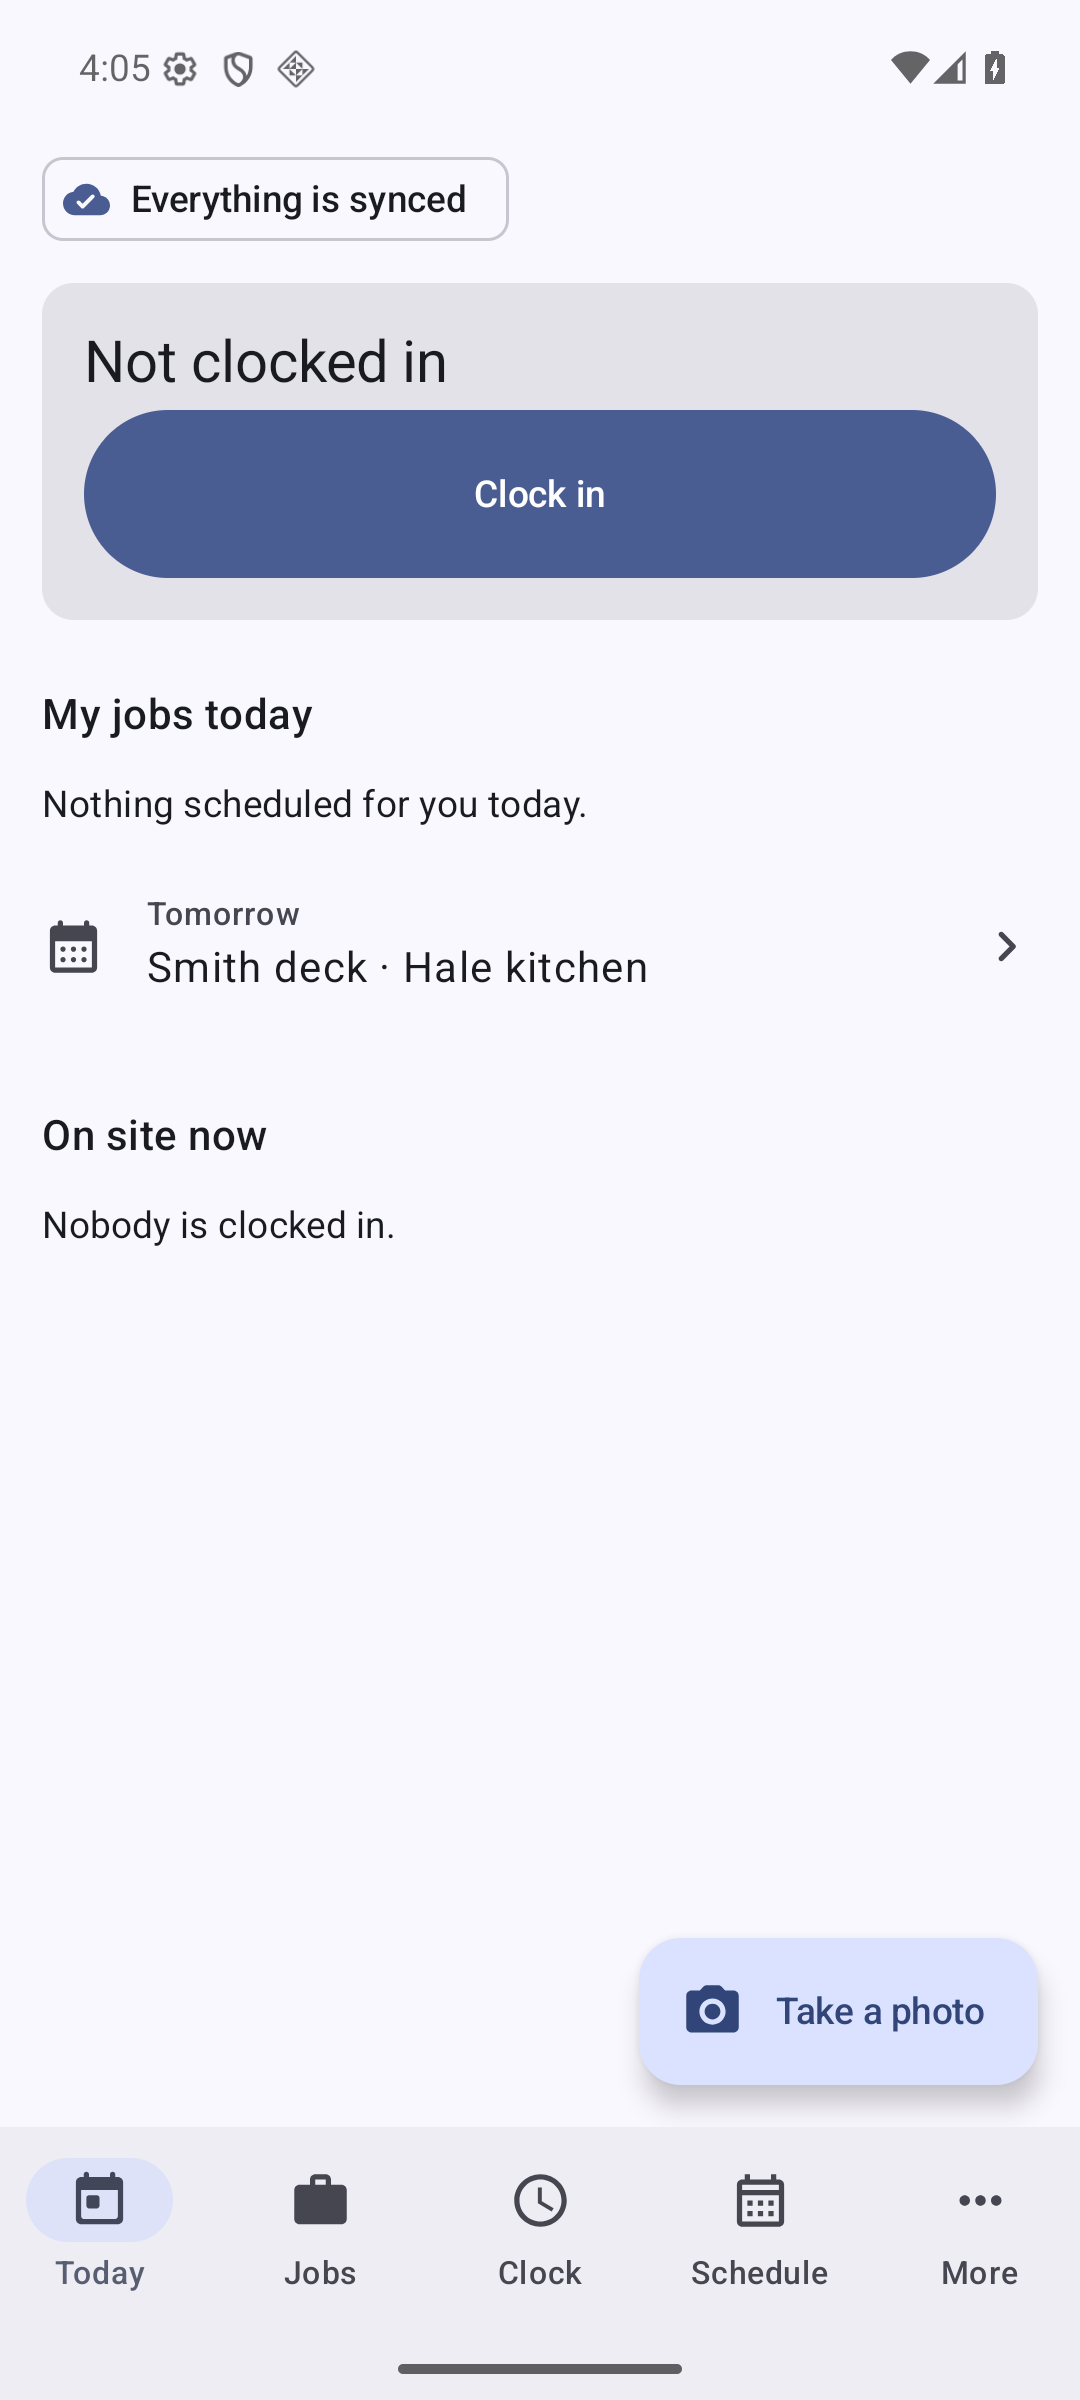 4:05
Everything is synced
Not clocked in
Clock in
My jobs today
Nothing scheduled for you today.
Tomorrow
Smith deck · Hale kitchen
On site now
Nobody is clocked in.
Take a photo
Today
Jobs
Clock
Schedule
More